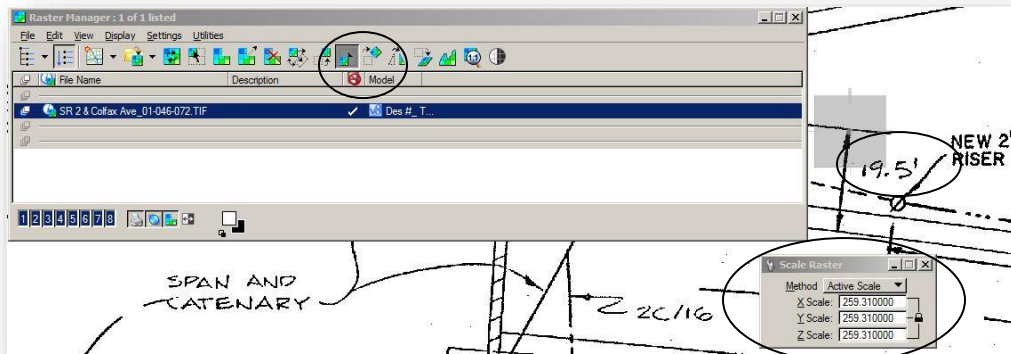 Raster Manager : 1 of 1 listed
File Edit View Display Settings Utilities
File Name Description Model
SR 2 & Colfax Ave_01-046-072.TIF Des #_ T...
1 2 3 4 5 6 7 8
NEW 2"
RISER
19.5'
SPAN AND
CATENARY
2C/16
Scale Raster
Method Active Scale
X Scale: 259.310000
Y Scale: 259.310000
Z Scale: 259.310000